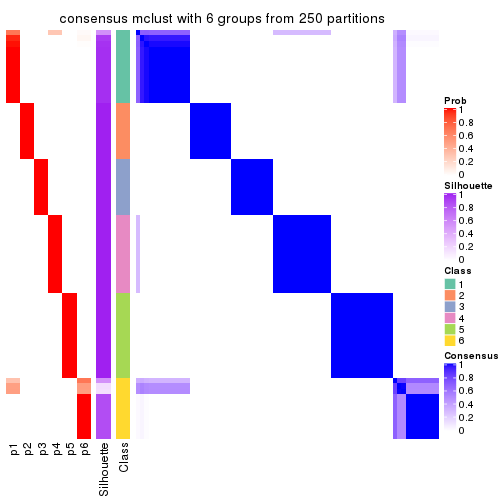 consensus mclust with 6 groups from 250 partitions
Prob
1
0.8
0.6
0.4
0.2
0
Silhouette
1
0.8
0.6
0.4
0.2
0
Class
1
2
3
4
5
6
Consensus
1
0.8
0.6
0.4
0.2
0
p1
p2
p3
p4
p5
p6
Silhouette
Class